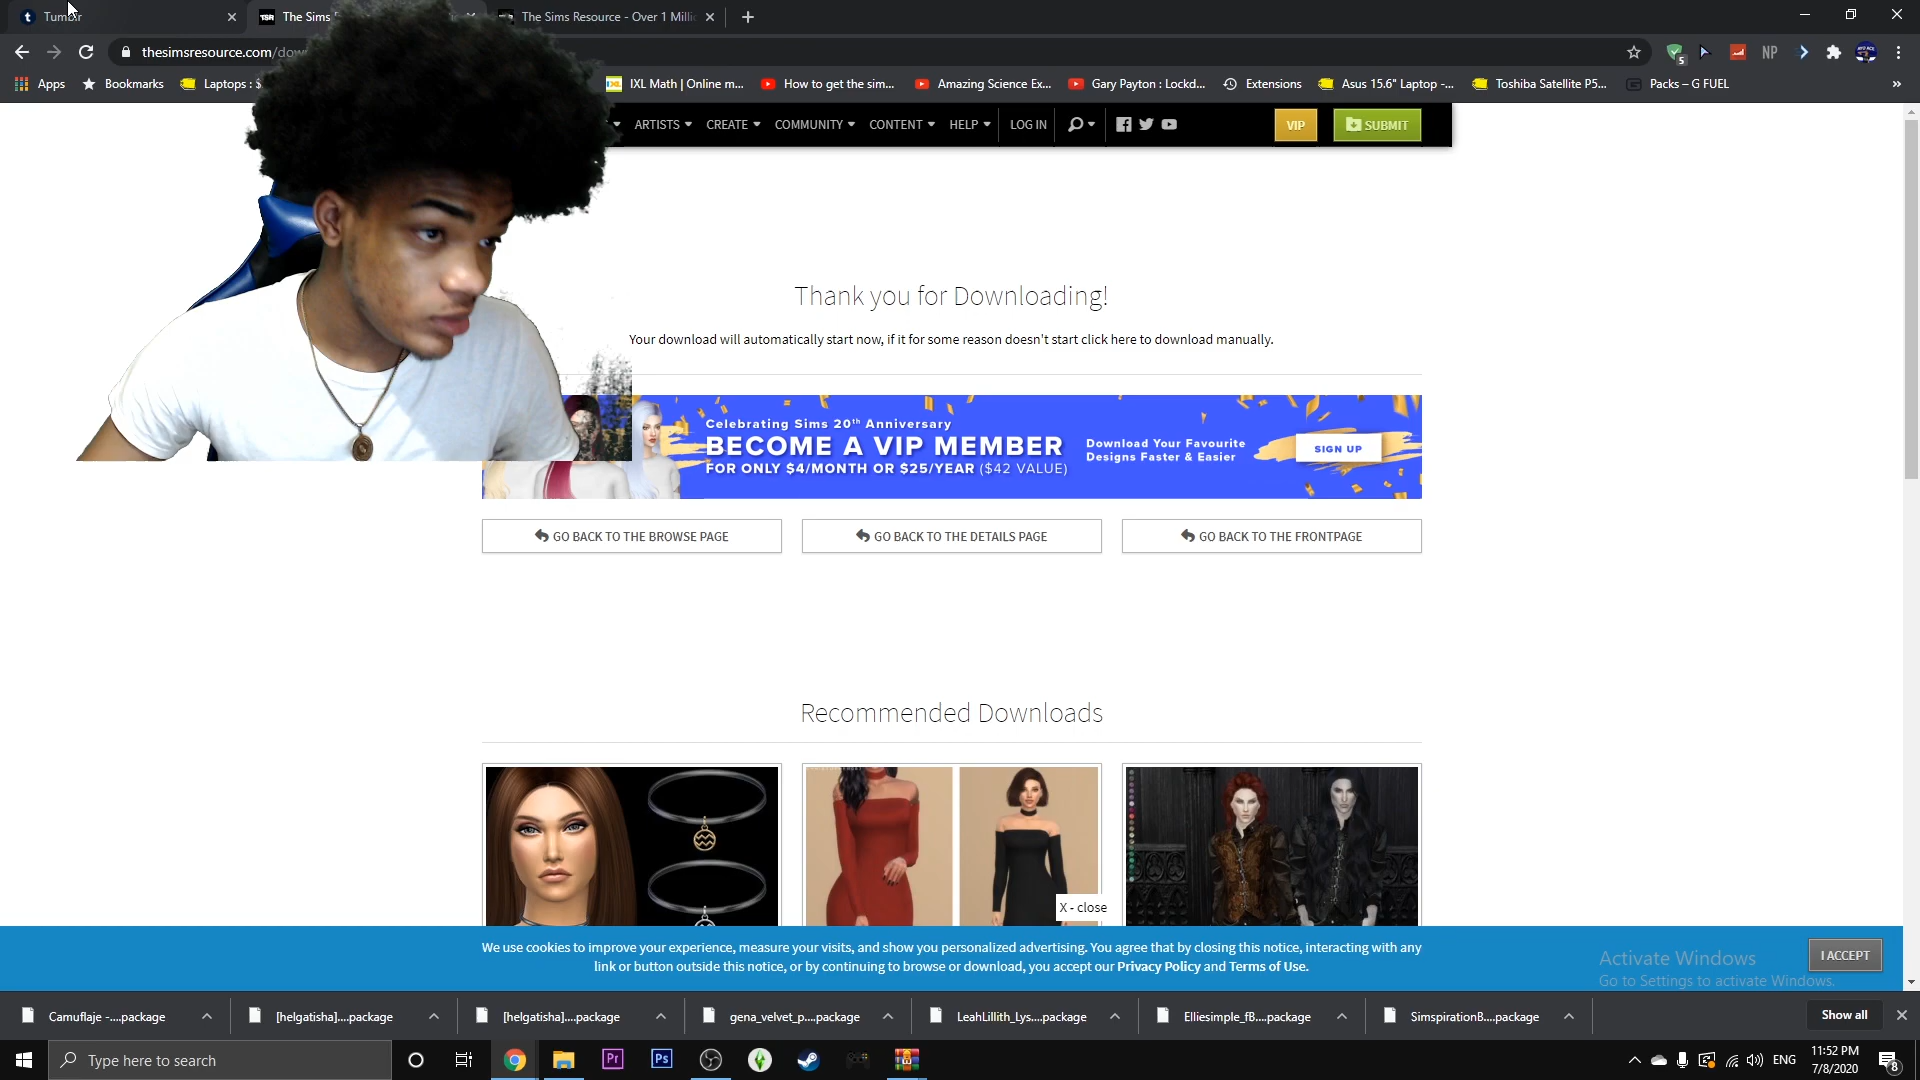 Tumblr
TSR The Sims
The Sims Resource - Over 1 Millic
thesimsresource.com/dow
Apps
Bookmarks
Laptops : $
IXL Math | Online m...
How to get the sim...
Amazing Science Ex...
Gary Payton : Lockd...
Extensions
Asus 15.6" Laptop -...
Toshiba Satellite P5...
Packs – G FUEL
»
5
NP
ARTISTS
CREATE
COMMUNITY
CONTENT
HELP
LOG IN
VIP
SUBMIT
Thank you for Downloading!
Your download will automatically start now, if it for some reason doesn't start click here to download manually.
Celebrating Sims 20th Anniversary
BECOME A VIP MEMBER
FOR ONLY $4/MONTH OR $25/YEAR ($42 VALUE)
Download Your Favourite
Designs Faster & Easier
SIGN UP
GO BACK TO THE BROWSE PAGE
GO BACK TO THE DETAILS PAGE
GO BACK TO THE FRONTPAGE
Recommended Downloads
X - close
We use cookies to improve your experience, measure your visits, and show you personalized advertising. You agree that by closing this notice, interacting with any
link or button outside this notice, or by continuing to browse or download, you accept our Privacy Policy and Terms of Use.
I ACCEPT
Activate Windows
Go to Settings to activate Windows.
Camuflaje -....package
[helgatisha]....package
[helgatisha]....package
gena_velvet_p....package
LeahLillith_Lys....package
Elliesimple_fB....package
SimspirationB....package
Show all
Type here to search
Pr
Ps
ENG
11:52 PM
7/8/2020
8